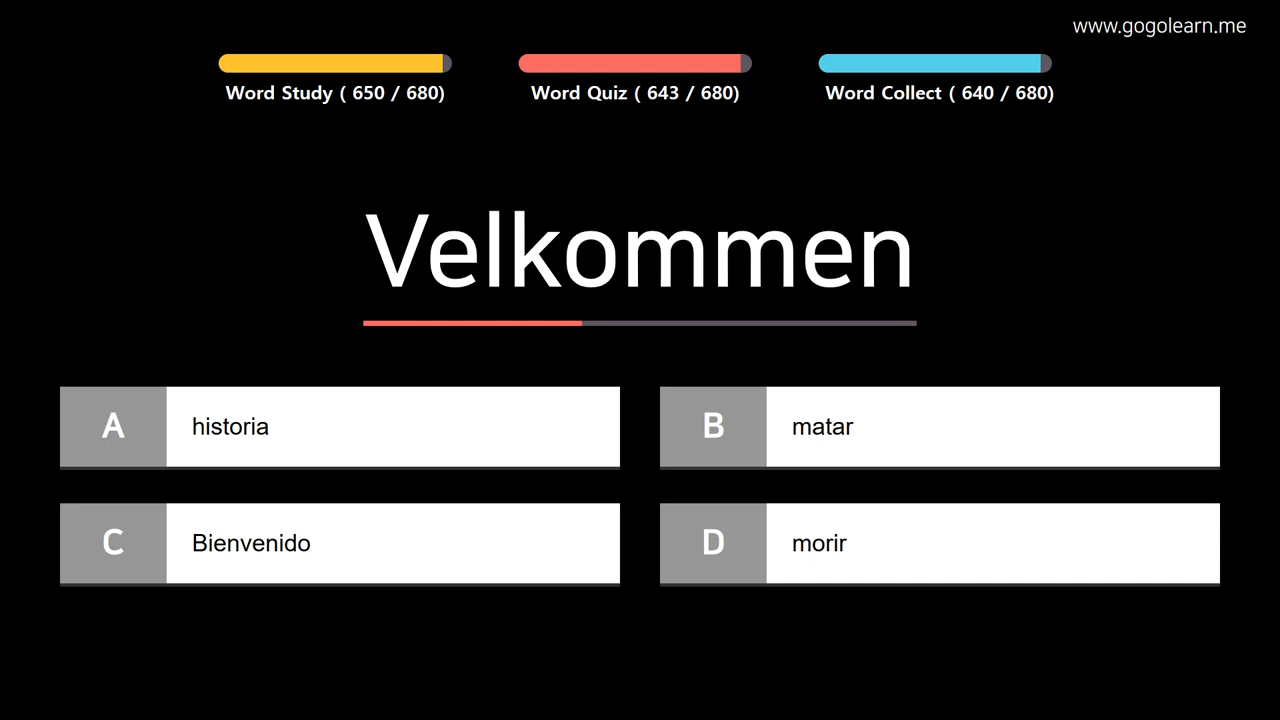 www.gogolearn.me
Word Study ( 650 / 680)
Word Quiz ( 643 / 680)
Word Collect ( 640 / 680)
Velkommen
A historia
B matar
C Bienvenido
D morir